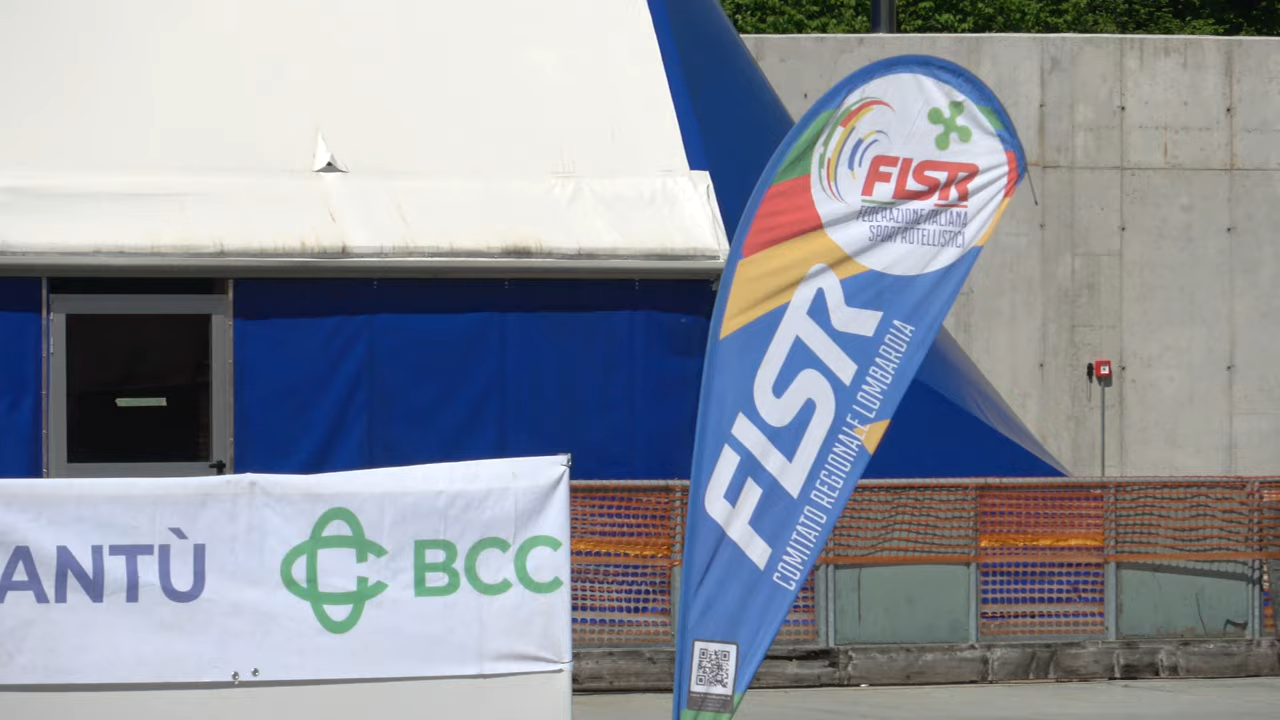 FISR
FEDERAZIONE ITALIANA
SPORT ROTELLISTICI
FISR
COMITATO REGIONALE LOMBARDIA
ANTÙ
BCC